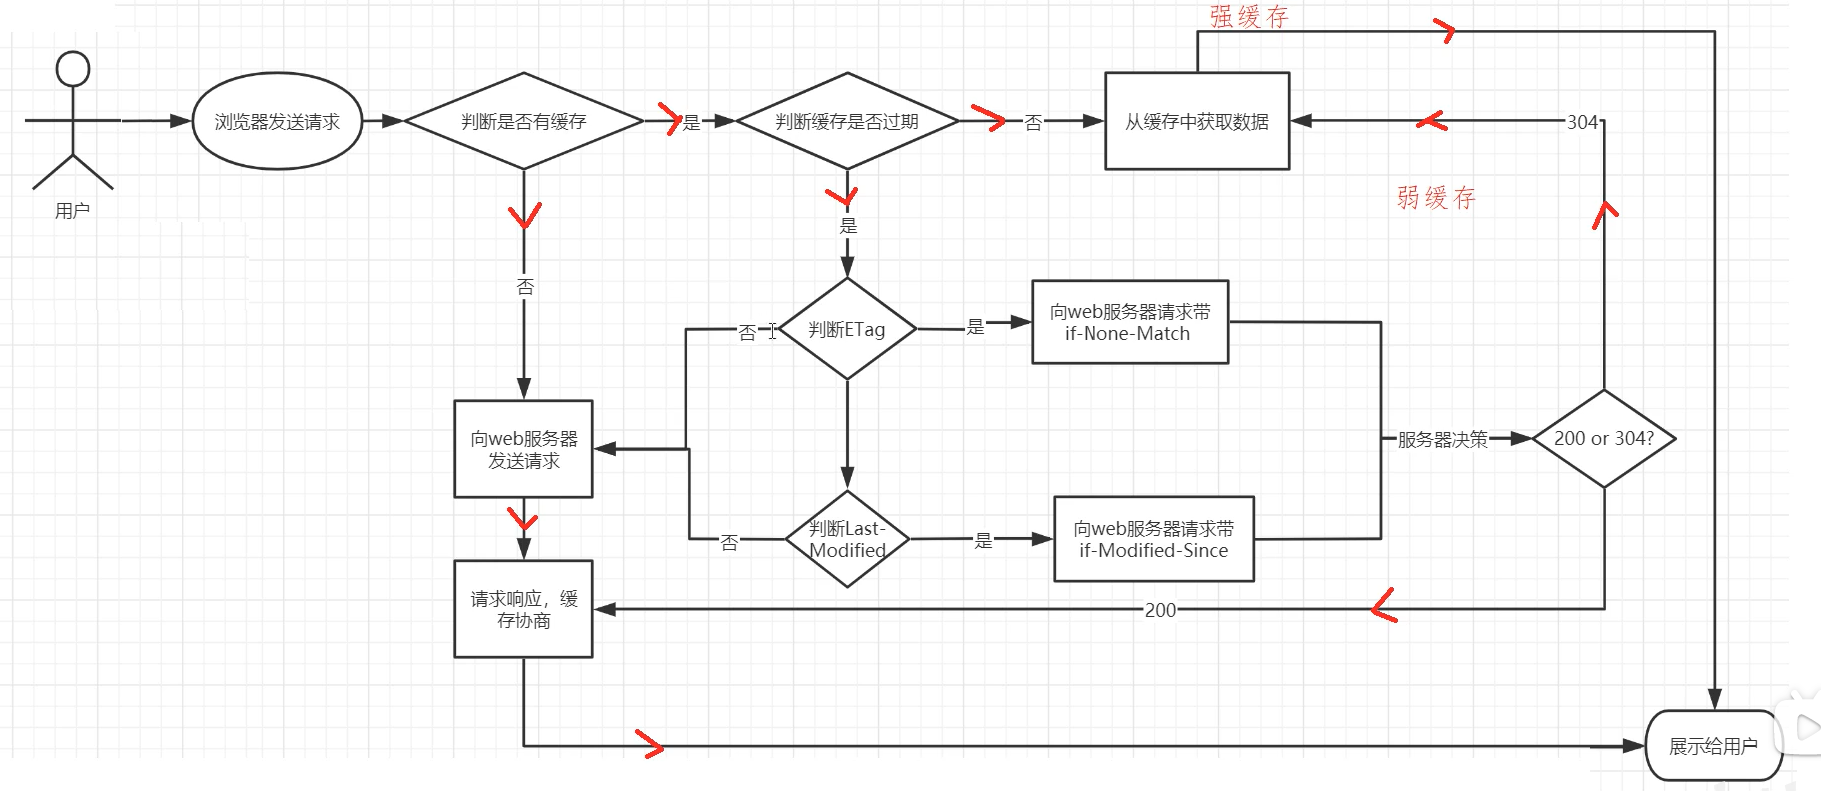 强缓存
浏览器发送请求
判断是否有缓存
是
判断缓存是否过期
否
从缓存中获取数据
304
用户
弱缓存
是
否
向web服务器请求带
if-None-Match
否
判断ETag
是
向web服务器
发送请求
服务器决策
200 or 304?
否
判断Last-
Modified
是
向web服务器请求带
if-Modified-Since
请求响应，缓
存协商
200
展示给用户